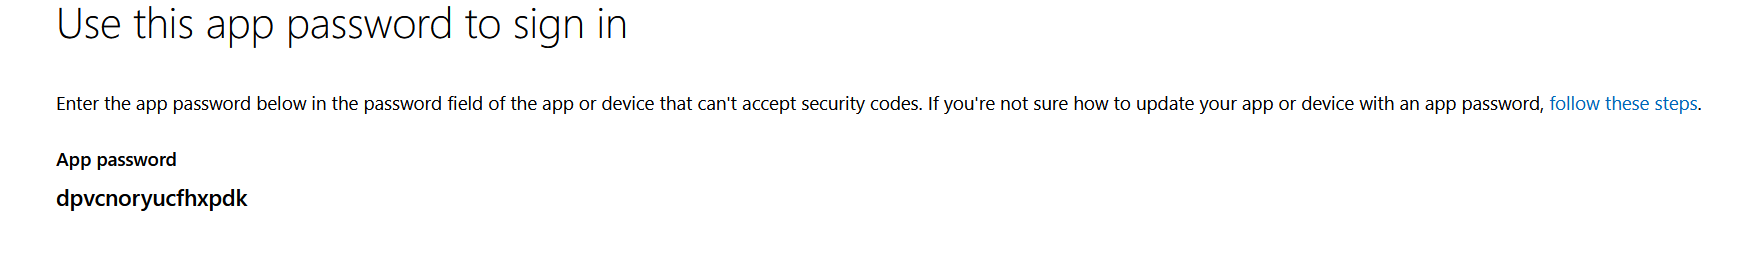 Use this app password to sign in
Enter the app password below in the password field of the app or device that can't accept security codes. If you're not sure how to update your app or device with an app password, follow these steps.
App password
dpvcnoryucfhxpdk